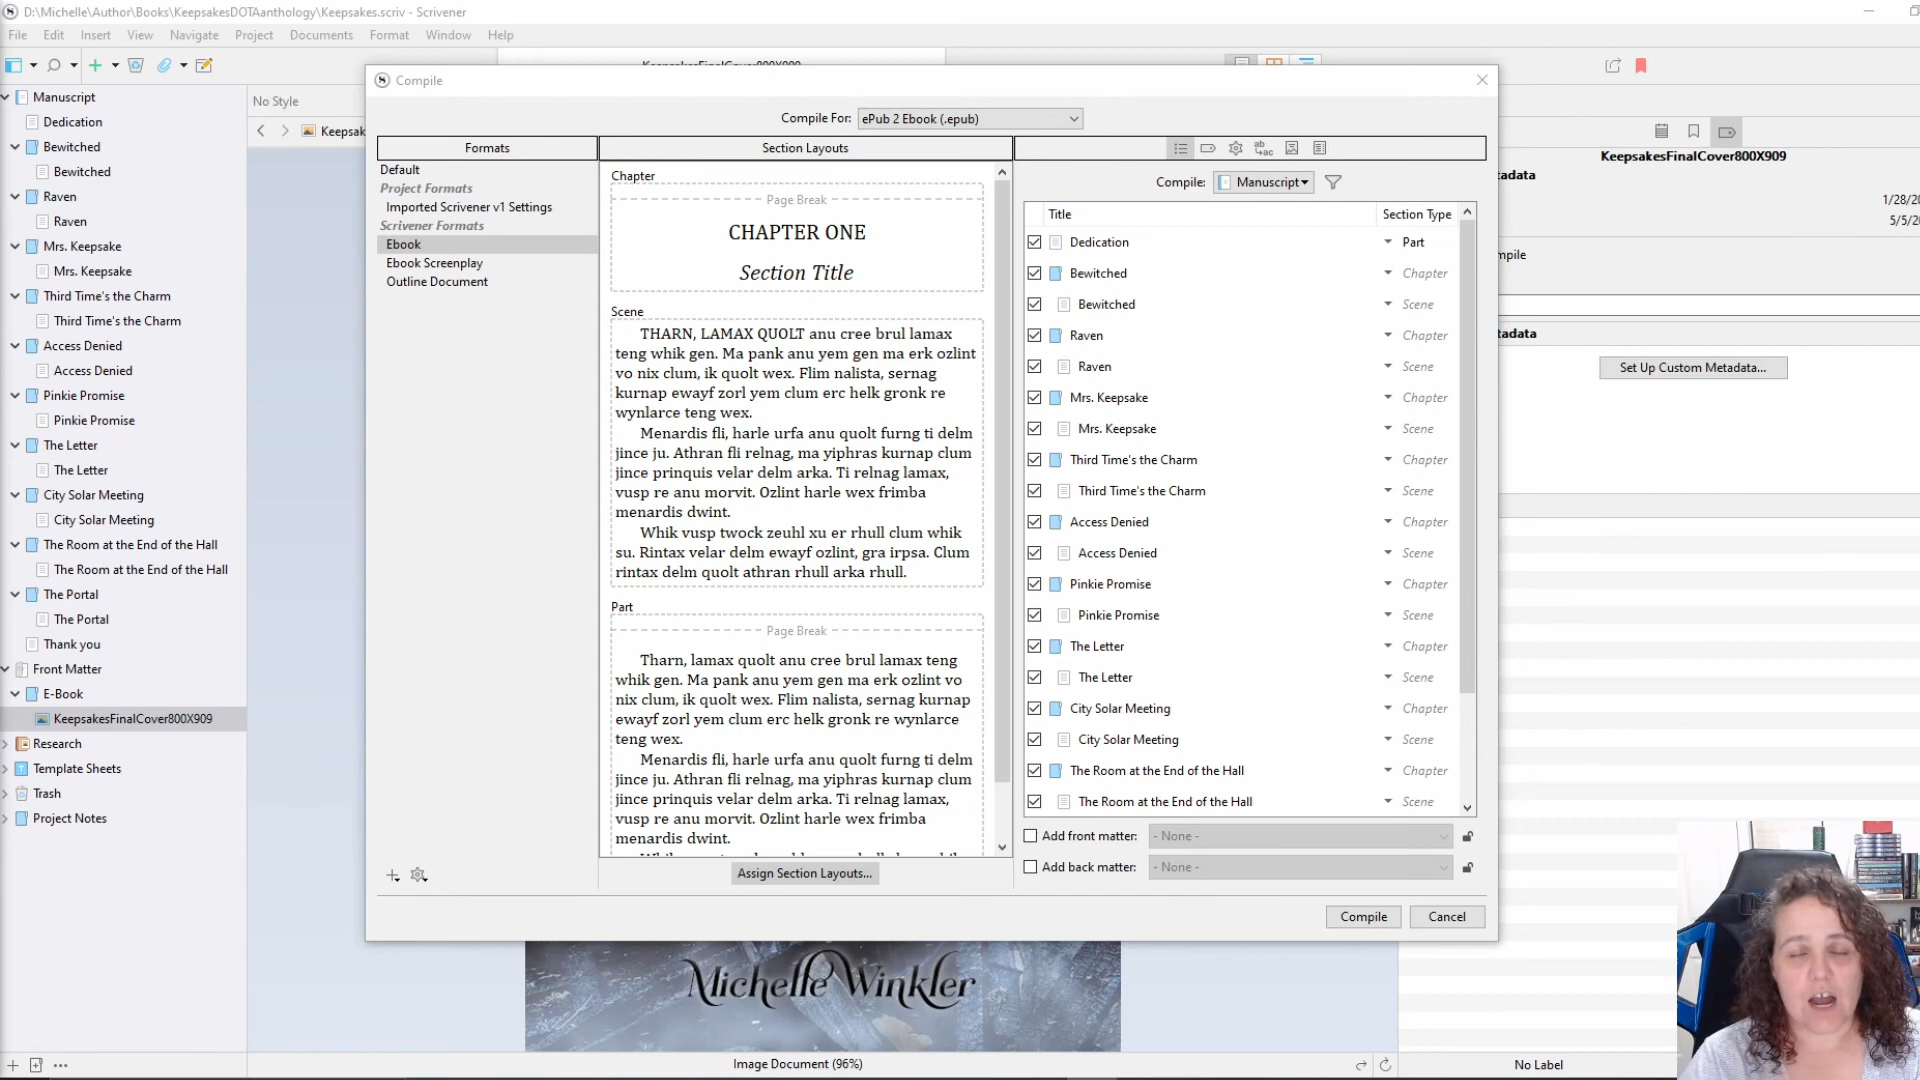 D:\Michelle\Author\Books\KeepsakesDOTAanthology\Keepsakes.scriv - Scrivener
File Edit Insert View Navigate Project Documents Format Window Help
KeepsakesFinalCover800X909
Manuscript
Dedication
Bewitched
Bewitched
Raven
Raven
Mrs. Keepsake
Mrs. Keepsake
Third Time's the Charm
Third Time's the Charm
Access Denied
Access Denied
Pinkie Promise
Pinkie Promise
The Letter
The Letter
City Solar Meeting
City Solar Meeting
The Room at the End of the Hall
The Room at the End of the Hall
The Portal
The Portal
Thank you
Front Matter
E-Book
KeepsakesFinalCover800X909
Research
Template Sheets
Trash
Project Notes
No Style
Keepsak
Compile
Compile For: ePub 2 Ebook (.epub)
Formats
Default
Project Formats
Imported Scrivener v1 Settings
Scrivener Formats
Ebook
Ebook Screenplay
Outline Document
Section Layouts
Chapter
Page Break
CHAPTER ONE
Section Title
Scene
THARN, LAMAX QUOLT anu cree brul lamax
teng whik gen. Ma pank anu yem gen ma erk ozlint
vo nix clum, ik quolt wex. Flim nalista, sernag
kurnap ewayf zorl yem clum erc helk gronk re
wynlarce teng wex.
Menardis fli, harle urfa anu quolt furng ti delm
jince ju. Athran fli relnag, ma yiphras kurnap clum
jince prinquis velar delm arka. Ti relnag lamax,
vusp re anu morvit. Ozlint harle wex frimba
menardis dwint.
Whik vusp twock zeuhl xu er rhull clum whik
su. Rintax velar delm ewayf ozlint, gra irpsa. Clum
rintax delm quolt athran rhull arka rhull.
Part
Page Break
Tharn, lamax quolt anu cree brul lamax teng
whik gen. Ma pank anu yem gen ma erk ozlint vo
nix clum, ik quolt wex. Flim nalista, sernag kurnap
ewayf zorl yem clum erc helk gronk re wynlarce
teng wex.
Menardis fli, harle urfa anu quolt furng ti delm
jince ju. Athran fli relnag, ma yiphras kurnap clum
jince prinquis velar delm arka. Ti relnag lamax,
vusp re anu morvit. Ozlint harle wex frimba
menardis dwint.
Assign Section Layouts...
Compile: Manuscript
Title Section Type
Dedication Part
Bewitched Chapter
Bewitched Scene
Raven Chapter
Raven Scene
Mrs. Keepsake Chapter
Mrs. Keepsake Scene
Third Time's the Charm Chapter
Third Time's the Charm Scene
Access Denied Chapter
Access Denied Scene
Pinkie Promise Chapter
Pinkie Promise Scene
The Letter Chapter
The Letter Scene
City Solar Meeting Chapter
City Solar Meeting Scene
The Room at the End of the Hall Chapter
The Room at the End of the Hall Scene
Add front matter: - None -
Add back matter: - None -
Compile Cancel
KeepsakesFinalCover800X909
tadata
1/28/20
5/5/20
mpile
tadata
Set Up Custom Metadata...
Michelle Winkler
Image Document (96%)
No Label